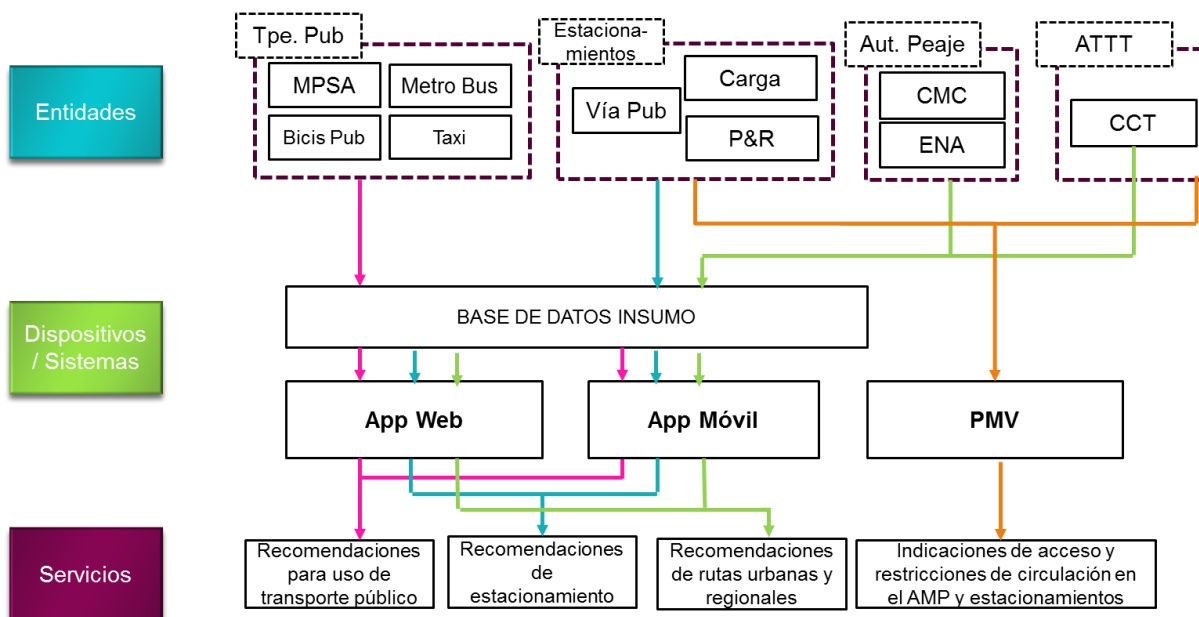 Tpe. Pub
Estaciona-
mientos
Aut. Peaje
ATTT
Entidades
MPSA
Metro Bus
Bicis Pub
Taxi
Vía Pub
Carga
P&R
CMC
ENA
CCT
Dispositivos
/ Sistemas
BASE DE DATOS INSUMO
App Web
App Móvil
PMV
Servicios
Recomendaciones
para uso de
transporte público
Recomendaciones
de
estacionamiento
Recomendaciones
de rutas urbanas y
regionales
Indicaciones de acceso y
restricciones de circulación en
el AMP y estacionamientos